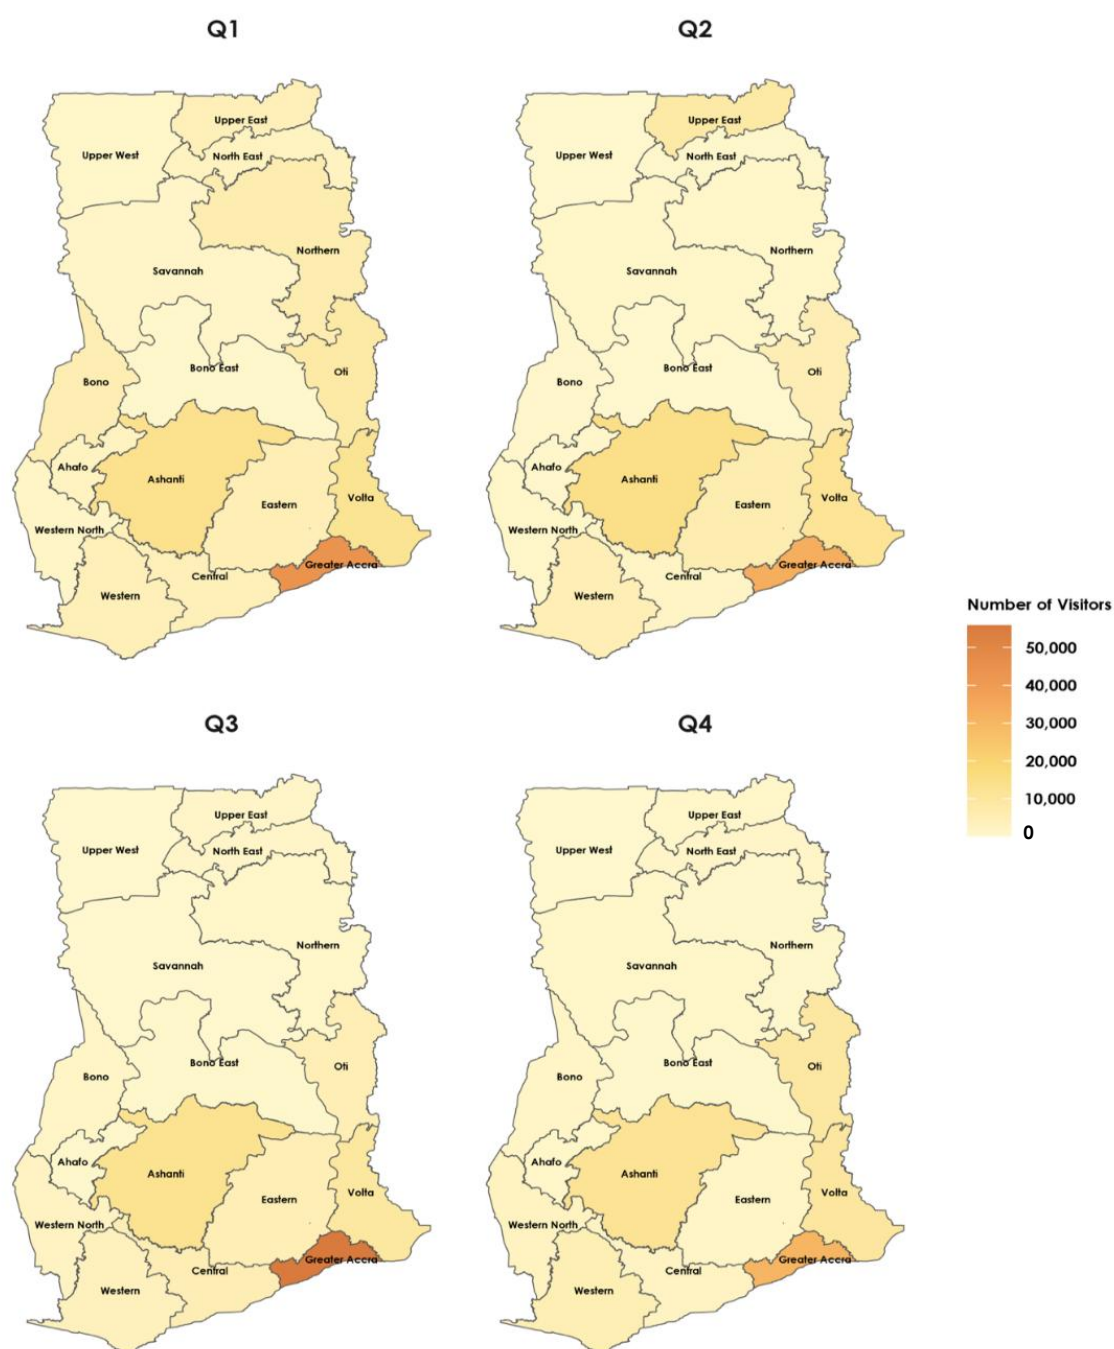 Q1
Upper East
Upper West
North East
Northern
Savannah
Bono East
Oti
Bono
Ahafo
Ashanti
Volta
Eastern
Western North
Greater Accra
Central
Western
Q2
Upper East
Upper West
North East
Northern
Savannah
Bono East
Oti
Bono
Ahafo
Ashanti
Volta
Eastern
Western North
Greater Accra
Central
Western
Number of Visitors
50,000
40,000
30,000
20,000
10,000
0
Q3
Upper East
Upper West
North East
Northern
Savannah
Bono East
Oti
Bono
Ahafo
Ashanti
Volta
Eastern
Western North
Greater Accra
Central
Western
Q4
Upper East
Upper West
North East
Northern
Savannah
Bono East
Oti
Bono
Ahafo
Ashanti
Volta
Eastern
Western North
Greater Accra
Central
Western